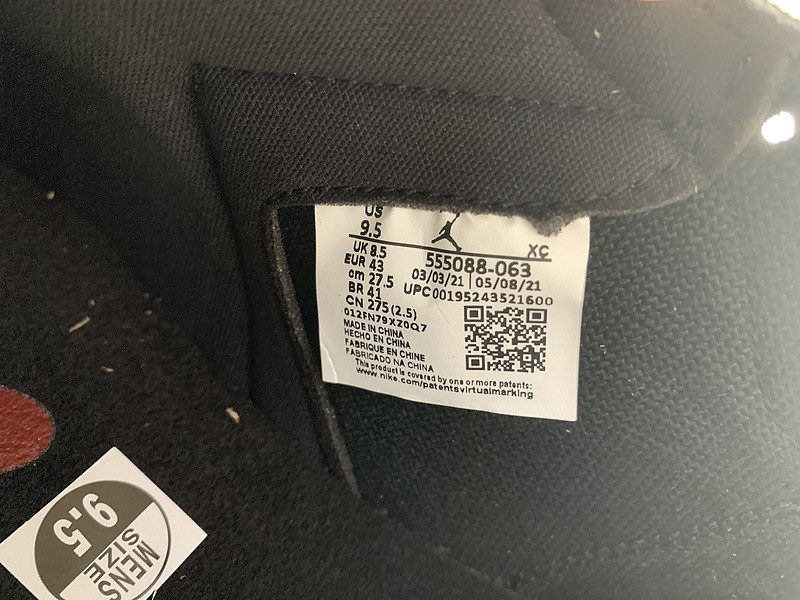 US
9.5
XC
UK 8.5
555088-063
EUR 43
03/03/21 | 05/08/21
cm 27.5
UPC 00195243521600
BR 41
CN 275 (2.5)
012FN79XZ0Q7
MADE IN CHINA
HECHO EN CHINA
FABRIQUE EN CHINE
FABRICADO NA CHINA
This product is covered by one or more patents:
www.nike.com/patentsvirtualmarking
9.5
MENS
SIZE